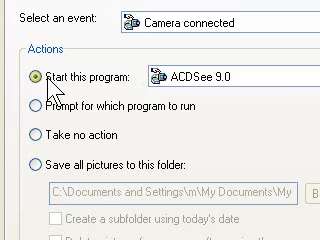 Select an event: Camera connected
Actions
Start this program: ACDSee 9.0
Prompt for which program to run
Take no action
Save all pictures to this folder:
C:\Documents and Settings\m\My Documents\My B
Create a subfolder using today's date